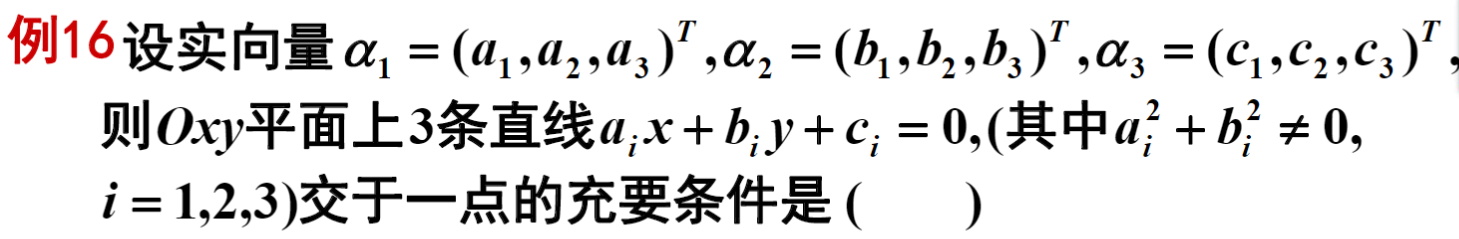 例16 设实向量 α₁ = (a₁,a₂,a₃)ᵀ,α₂ = (b₁,b₂,b₃)ᵀ,α₃ = (c₁,c₂,c₃)ᵀ,
则Oxy平面上3条直线aᵢx + bᵢy + cᵢ = 0,(其中aᵢ² + bᵢ² ≠ 0,
i = 1,2,3)交于一点的充要条件是 ( )